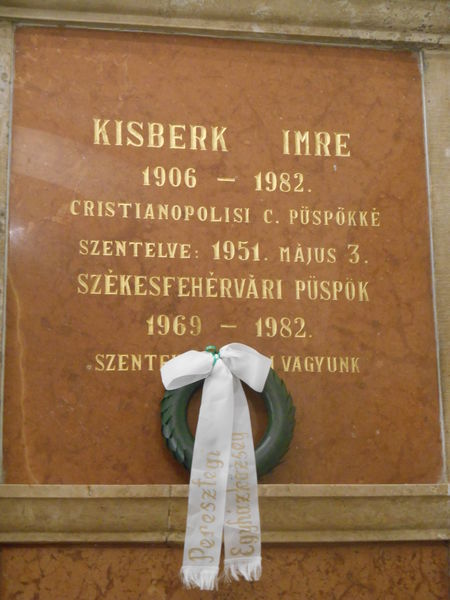 KISBERK IMRE
1906 – 1982.
CRISTIANOPOLISI C. PÜSPÖKKÉ
SZENTELVE: 1951. MÁJUS 3.
SZÉKESFEHÉRVÁRI PÜSPÖK
1969 – 1982.
VAGYUNK
Peresztegi
Egyházközség